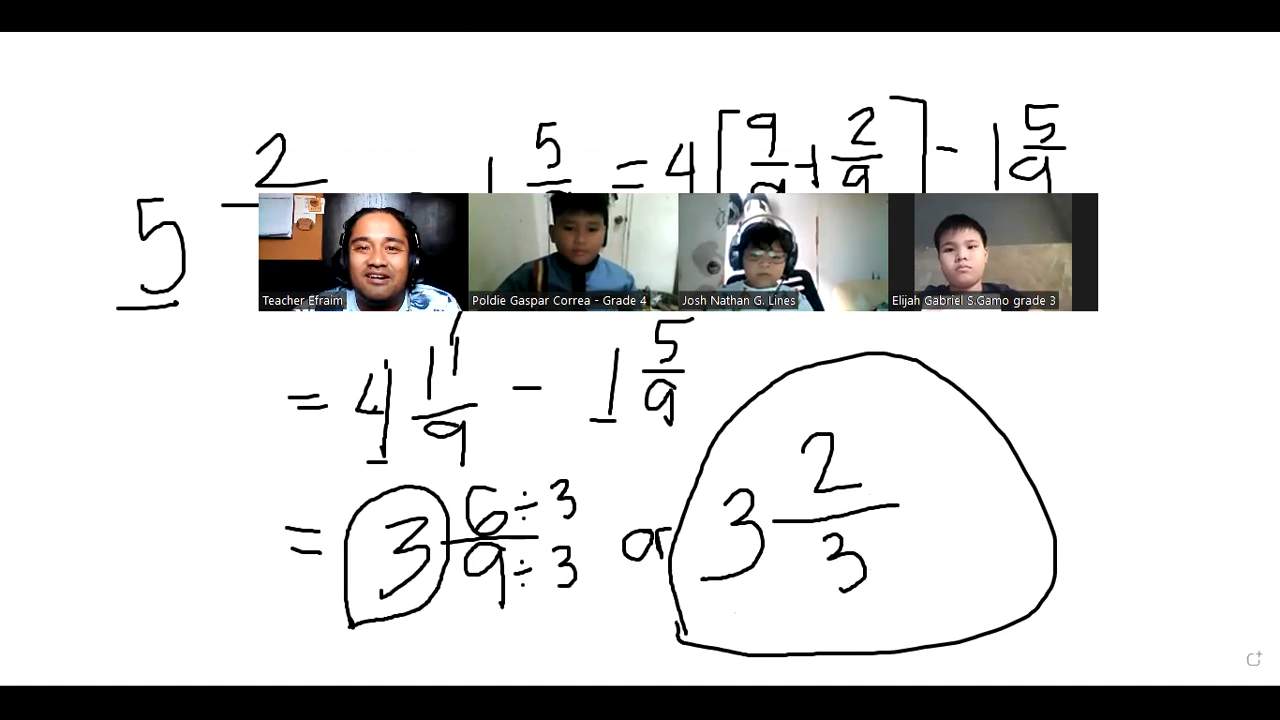 5 2 - 1 5 = 4 [ 9/9 + 2/9 ] - 1 5/9
Teacher Efraim
Poldie Gaspar Correa - Grade 4
Josh Nathan G. Lines
Elijah Gabriel S.Gamo grade 3
= 4 11/9 - 1 5/9
= 3 6÷3/9÷3 or 3 2/3